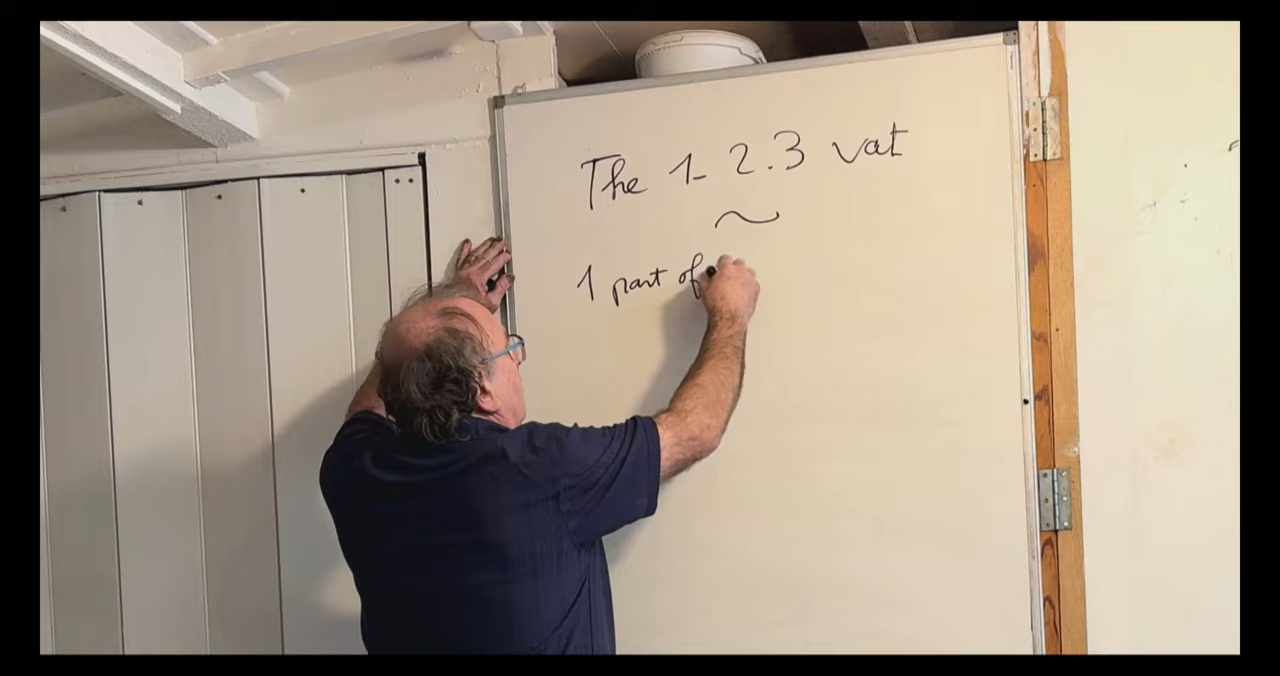 The 1-2.3 vat
1 part of